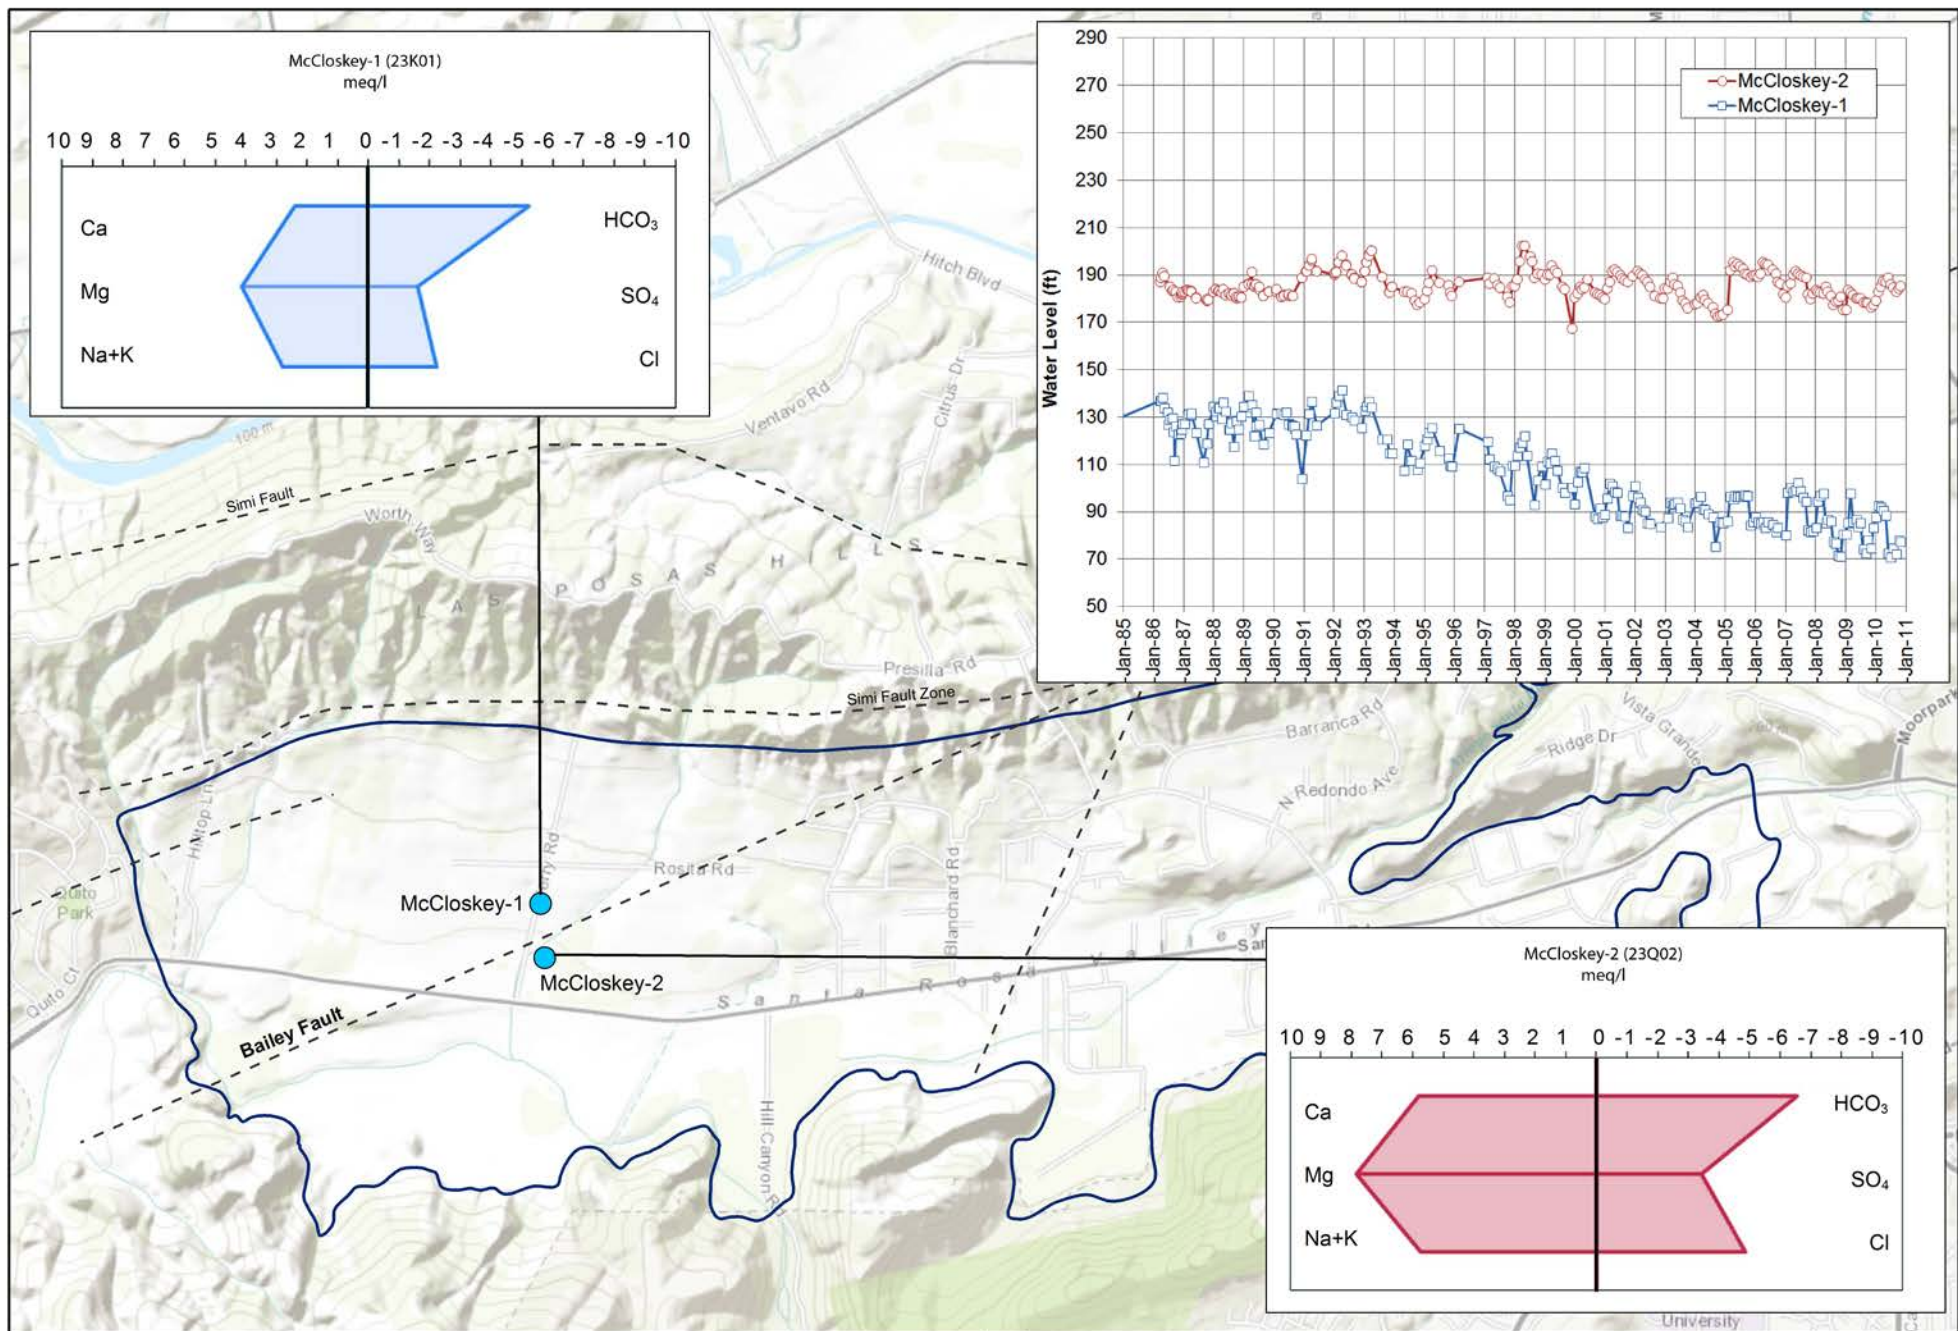 McCloskey-1 (23K01)
meq/l
10 9 8 7 6 5 4 3 2 1 0 -1 -2 -3 -4 -5 -6 -7 -8 -9 -10
Ca
HCO₃
Mg
SO₄
Na+K
Cl
290
270
250
230
210
190
170
150
130
110
90
70
50
Water Level (ft)
McCloskey-2
McCloskey-1
Jan-85
Jan-86
Jan-87
Jan-88
Jan-89
Jan-90
Jan-91
Jan-92
Jan-93
Jan-94
Jan-95
Jan-96
Jan-97
Jan-98
Jan-99
Jan-00
Jan-01
Jan-02
Jan-03
Jan-04
Jan-05
Jan-06
Jan-07
Jan-08
Jan-09
Jan-10
Jan-11
Hitch Blvd
Citrus Dr
Ventavo Rd
100 m
Simi Fault
Worth Way
LAS POSAS HILLS
Presilla Rd
Simi Fault Zone
Barranca Rd
Vista Grande
Ridge Dr
Moorpark
N Redondo Ave
Hilltop Ln
Rosita Rd
Blanchard Rd
Quito
Park
McCloskey-1
McCloskey-2
Quito Ct
Santa Rosa Valley
Bailey Fault
Hill Canyon R
McCloskey-2 (23Q02)
meq/l
10 9 8 7 6 5 4 3 2 1 0 -1 -2 -3 -4 -5 -6 -7 -8 -9 -10
Ca
HCO₃
Mg
SO₄
Na+K
Cl
University